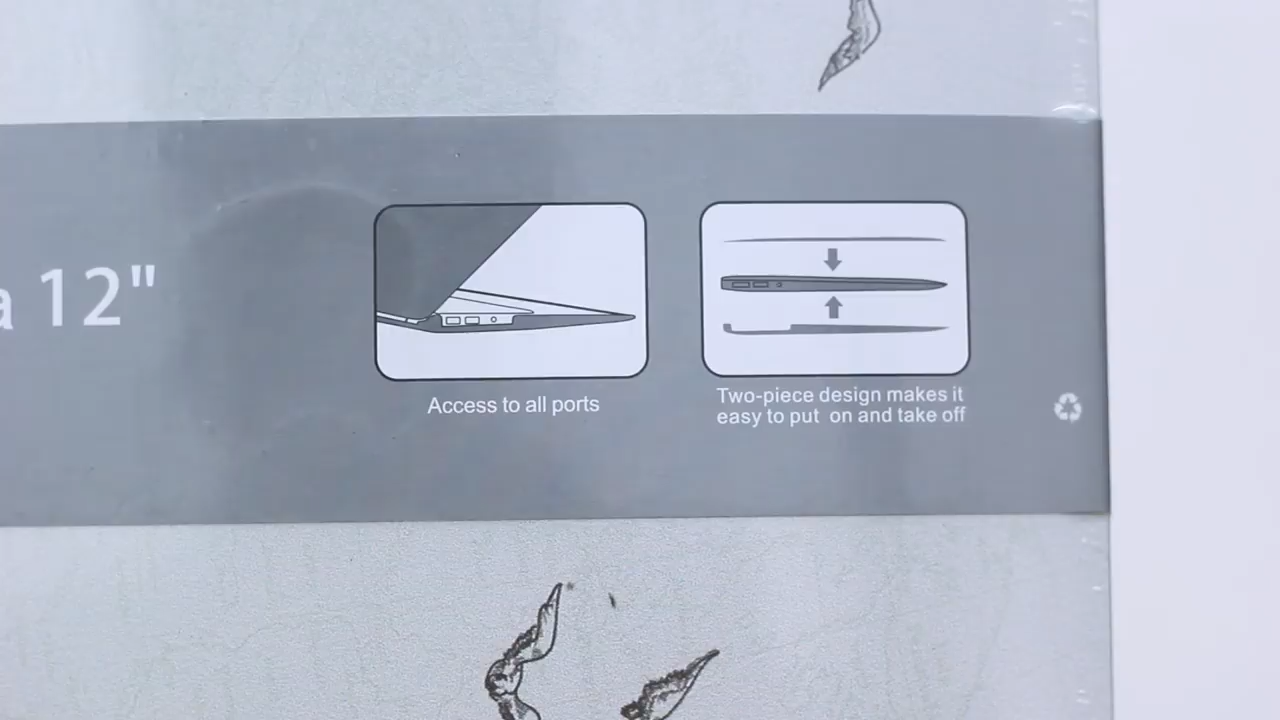 a 12"
Access to all ports
Two-piece design makes it
easy to put on and take off